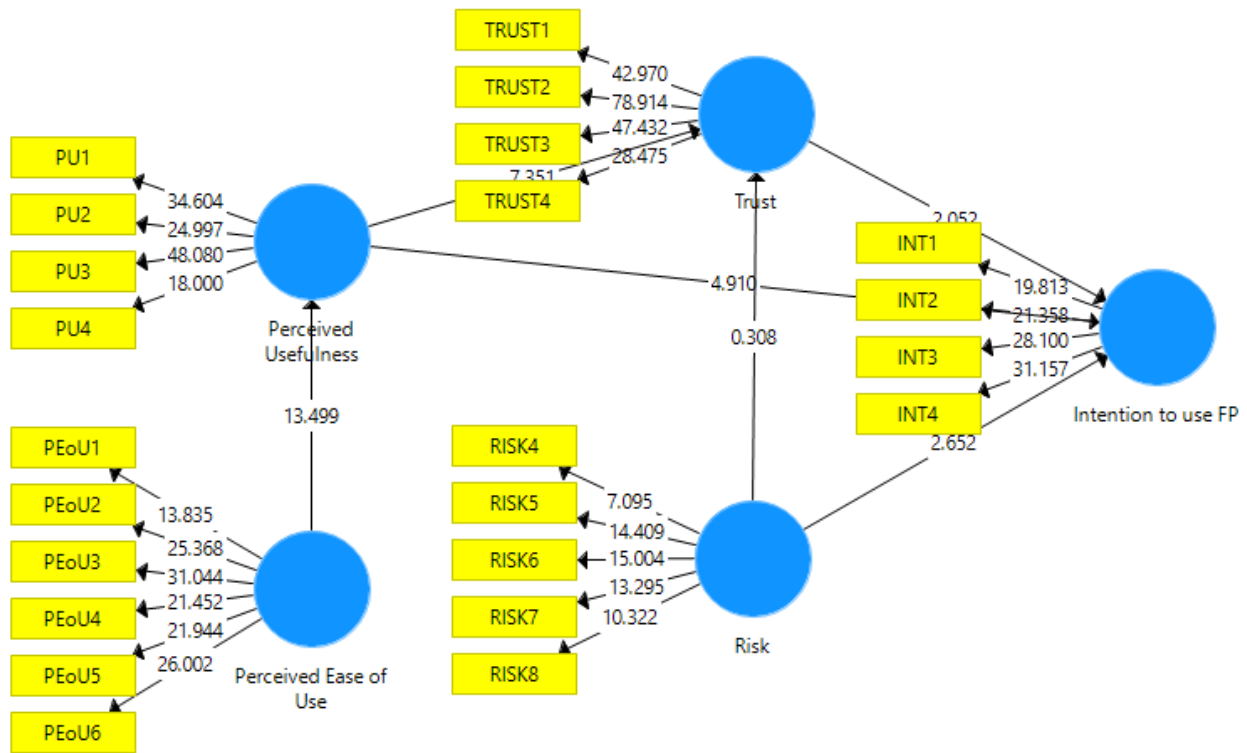 TRUST1
TRUST2
TRUST3
TRUST4
42.970
78.914
47.432
28.475
7.351
Trust
PU1
PU2
PU3
PU4
34.604
24.997
48.080
18.000
Perceived
Usefulness
2.052
4.910
0.308
INT1
INT2
INT3
INT4
19.813
21.358
28.100
31.157
Intention to use FP
2.652
13.499
PEoU1
PEoU2
PEoU3
PEoU4
PEoU5
PEoU6
13.835
25.368
31.044
21.452
21.944
26.002
Perceived Ease of
Use
RISK4
RISK5
RISK6
RISK7
RISK8
7.095
14.409
15.004
13.295
10.322
Risk